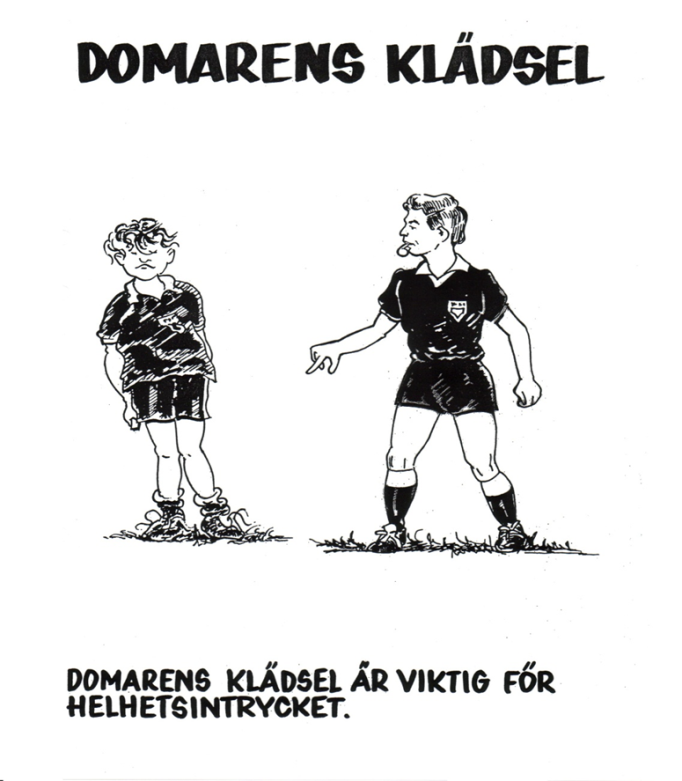 DOMARENS KLÄDSEL
DOMARENS KLÄDSEL ÄR VIKTIG FÖR
HELHETSINTRYCKET.